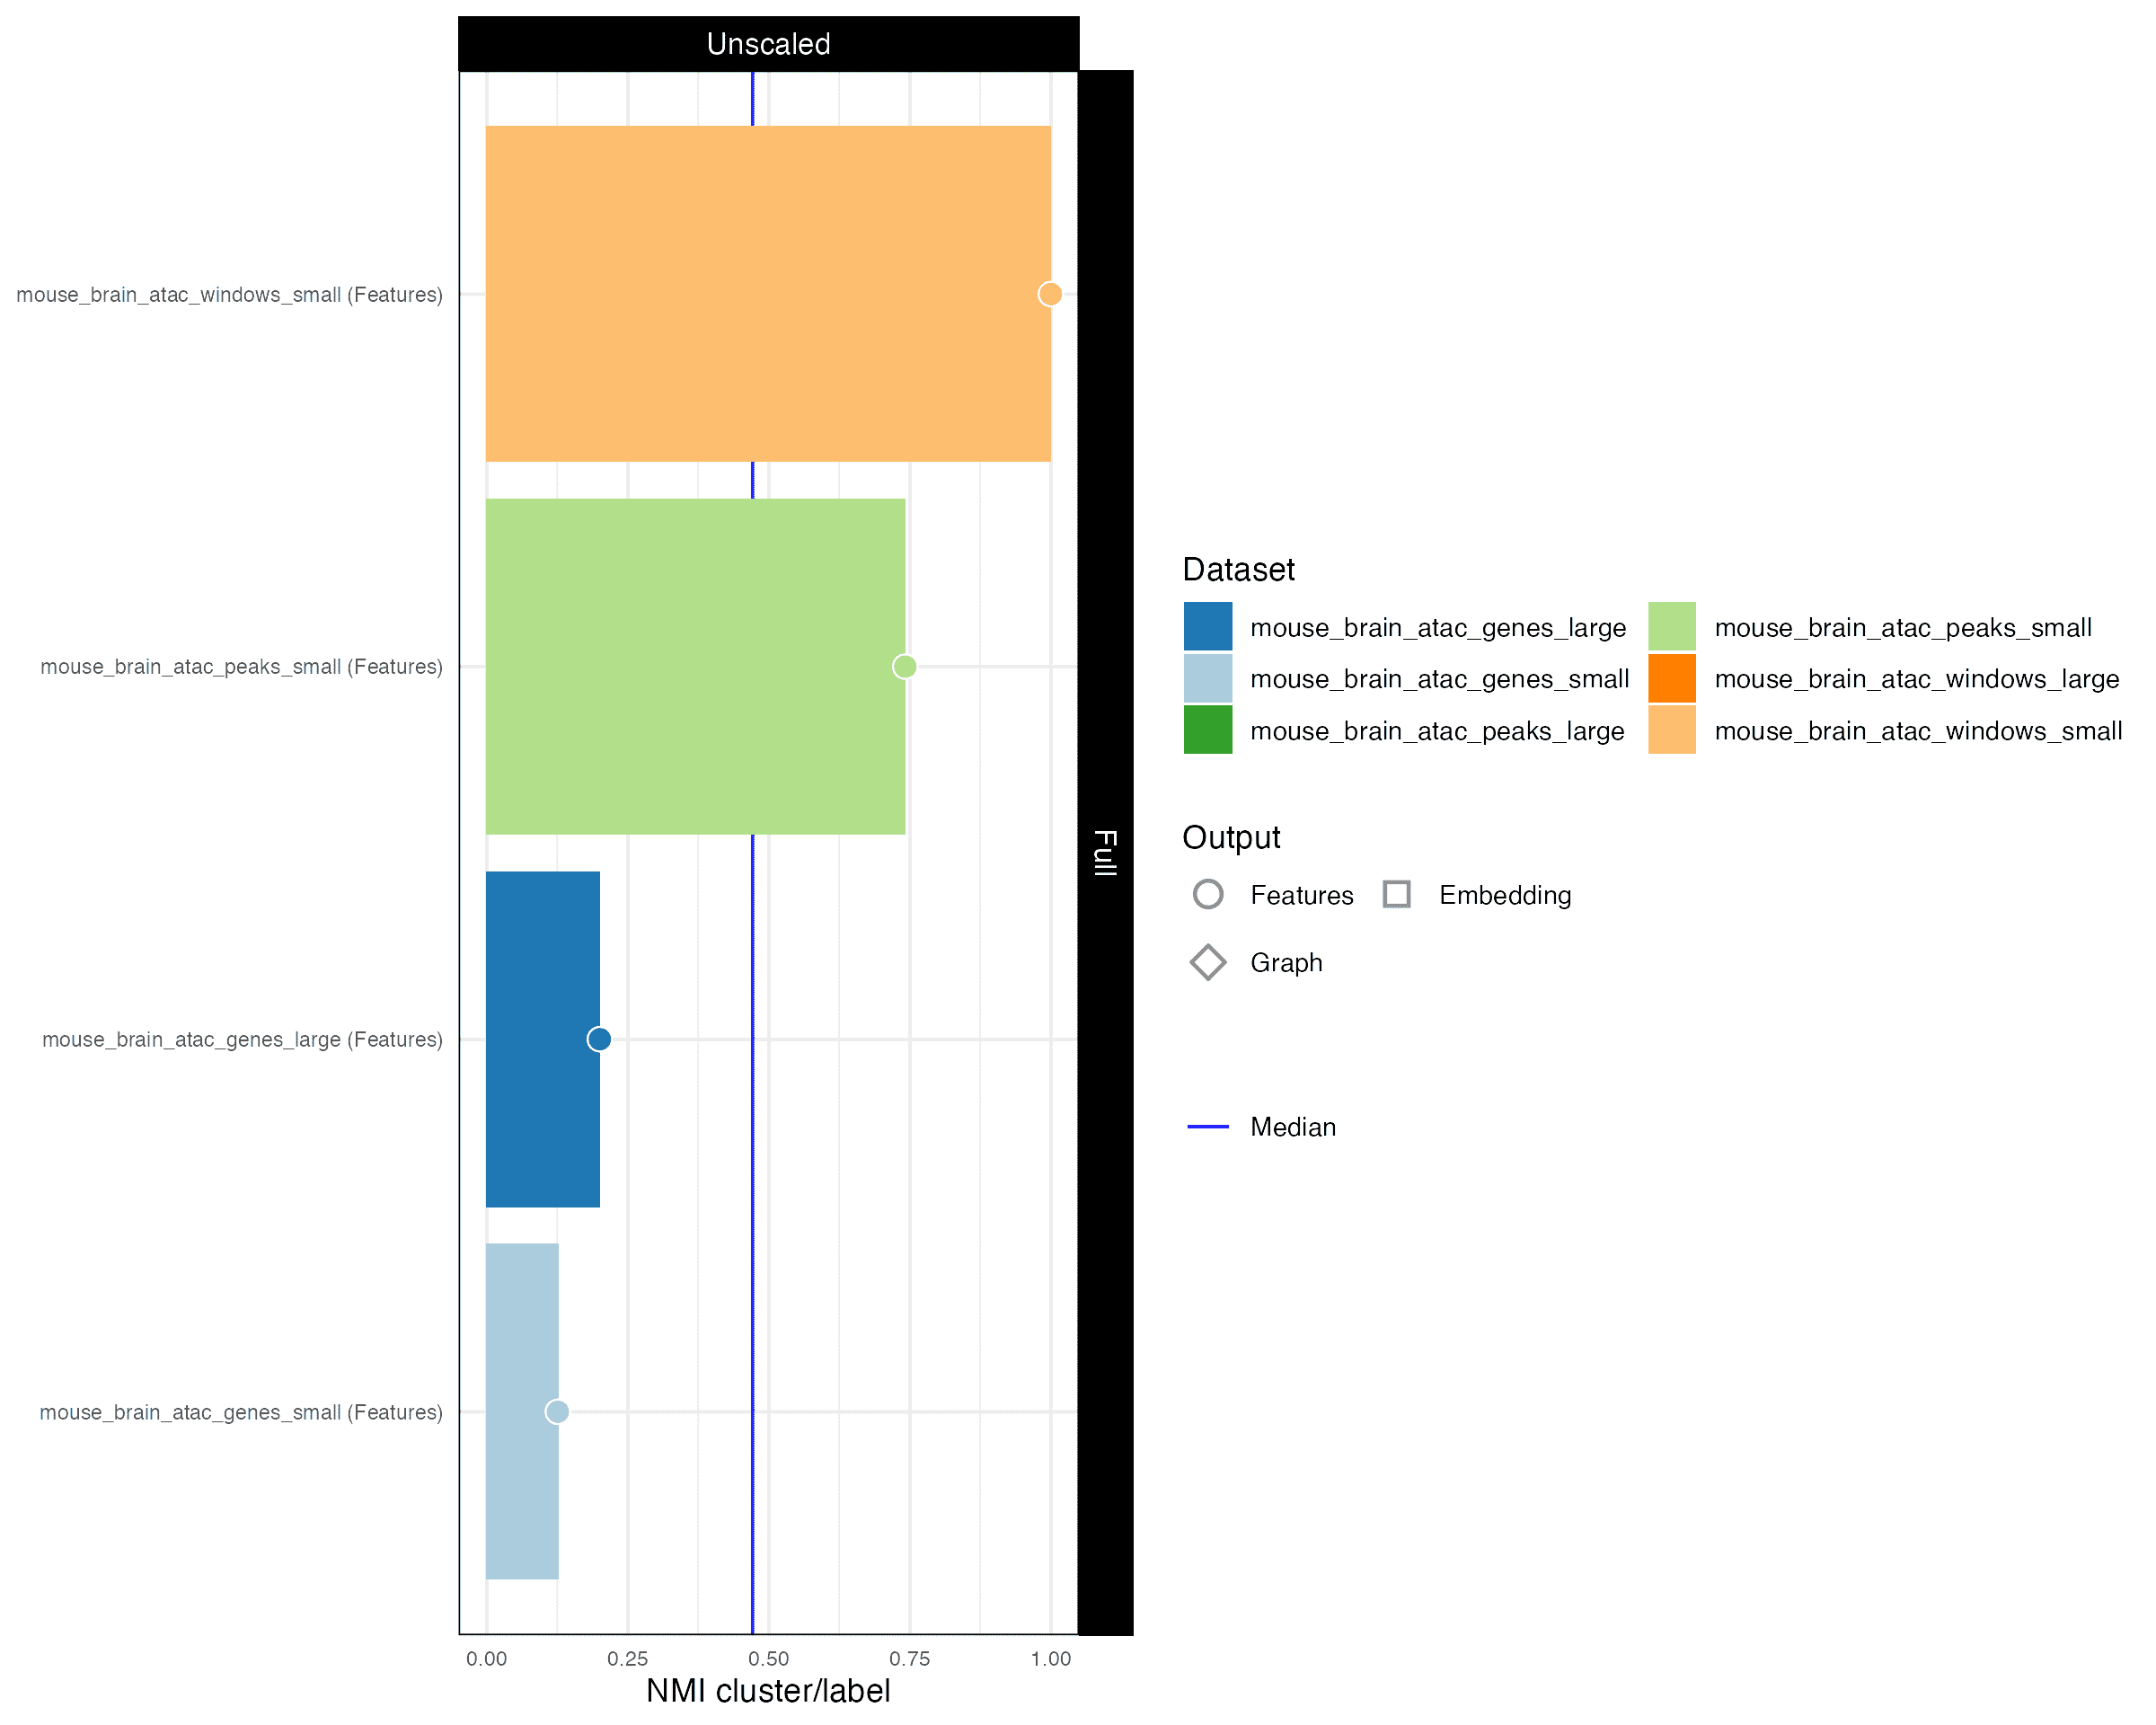 Unscaled
mouse_brain_atac_windows_small (Features)
mouse_brain_atac_peaks_small (Features)
mouse_brain_atac_genes_large (Features)
mouse_brain_atac_genes_small (Features)
0.00 0.25 0.50 0.75 1.00
NMI cluster/label
Full
Dataset
mouse_brain_atac_genes_large mouse_brain_atac_peaks_small
mouse_brain_atac_genes_small mouse_brain_atac_windows_large
mouse_brain_atac_peaks_large mouse_brain_atac_windows_small
Output
Features Embedding
Graph
Median